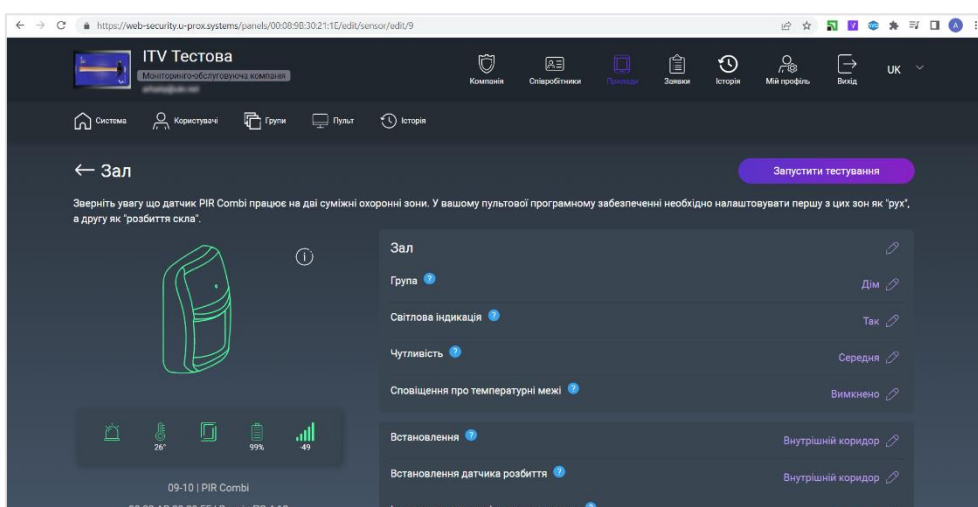 https://web-security.u-prox.systems/panels/00:08:9B:30:21:1E/edit/sensor/edit/9
ITV Тестова
Моніторинго-обслуговуюча компанія
Компанія Співробітники Прилади Заявки Історія Мій профіль Вихід UK
Система Користувачі Групи Пульт Історія
← Зал
Запустити тестування
Зверніть увагу що датчик PIR Combi працює на дві суміжні охоронні зони. У вашому пультовому програмному забезпеченні необхідно налаштовувати першу з цих зон як "рух",
а другу як "розбиття скла".
Зал
Група ? Дім
Світлова індикація ? Так
Чутливість ? Середня
Сповіщення про температурні межі ? Вимкнено
Встановлення ? Внутрішній коридор
Встановлення датчика розбиття ? Внутрішній коридор
26° 99% -49
09-10 | PIR Combi